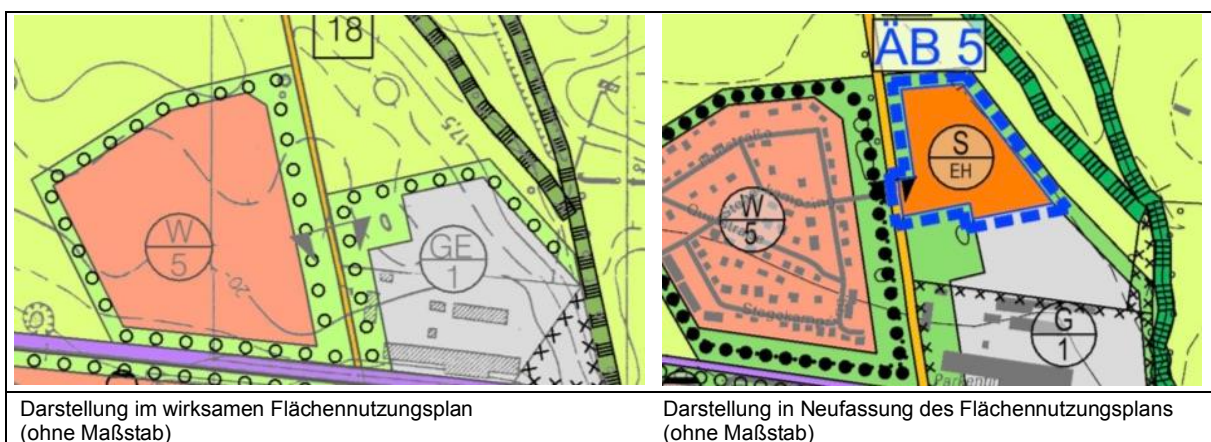 18
W
5
175
GE
1
ÄB 5
S
EH
W
5
G
1
Darstellung im wirksamen Flächennutzungsplan
(ohne Maßstab)
Darstellung in Neufassung des Flächennutzungsplans
(ohne Maßstab)